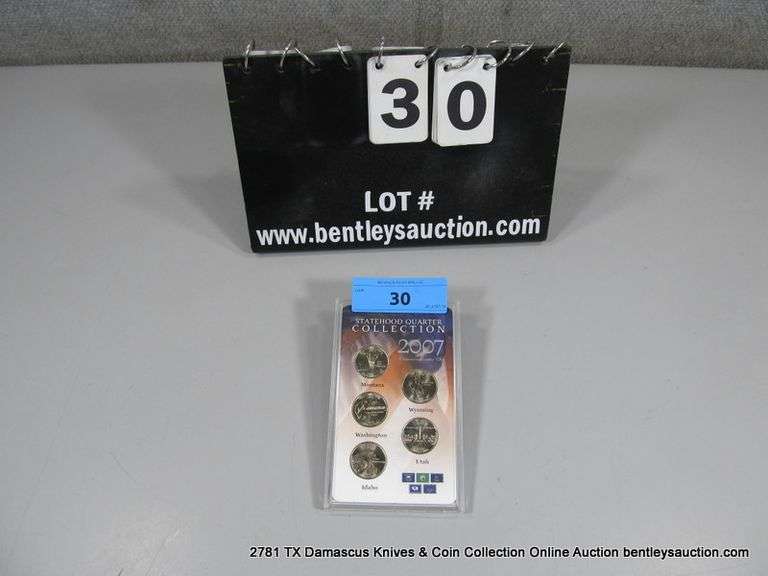 30
LOT #
www.bentleysauction.com
30
STATEHOOD QUARTER
COLLECTION
2007
Montana
Wyoming
Washington
Utah
Idaho
2781 TX Damascus Knives & Coin Collection Online Auction bentleysauction.com